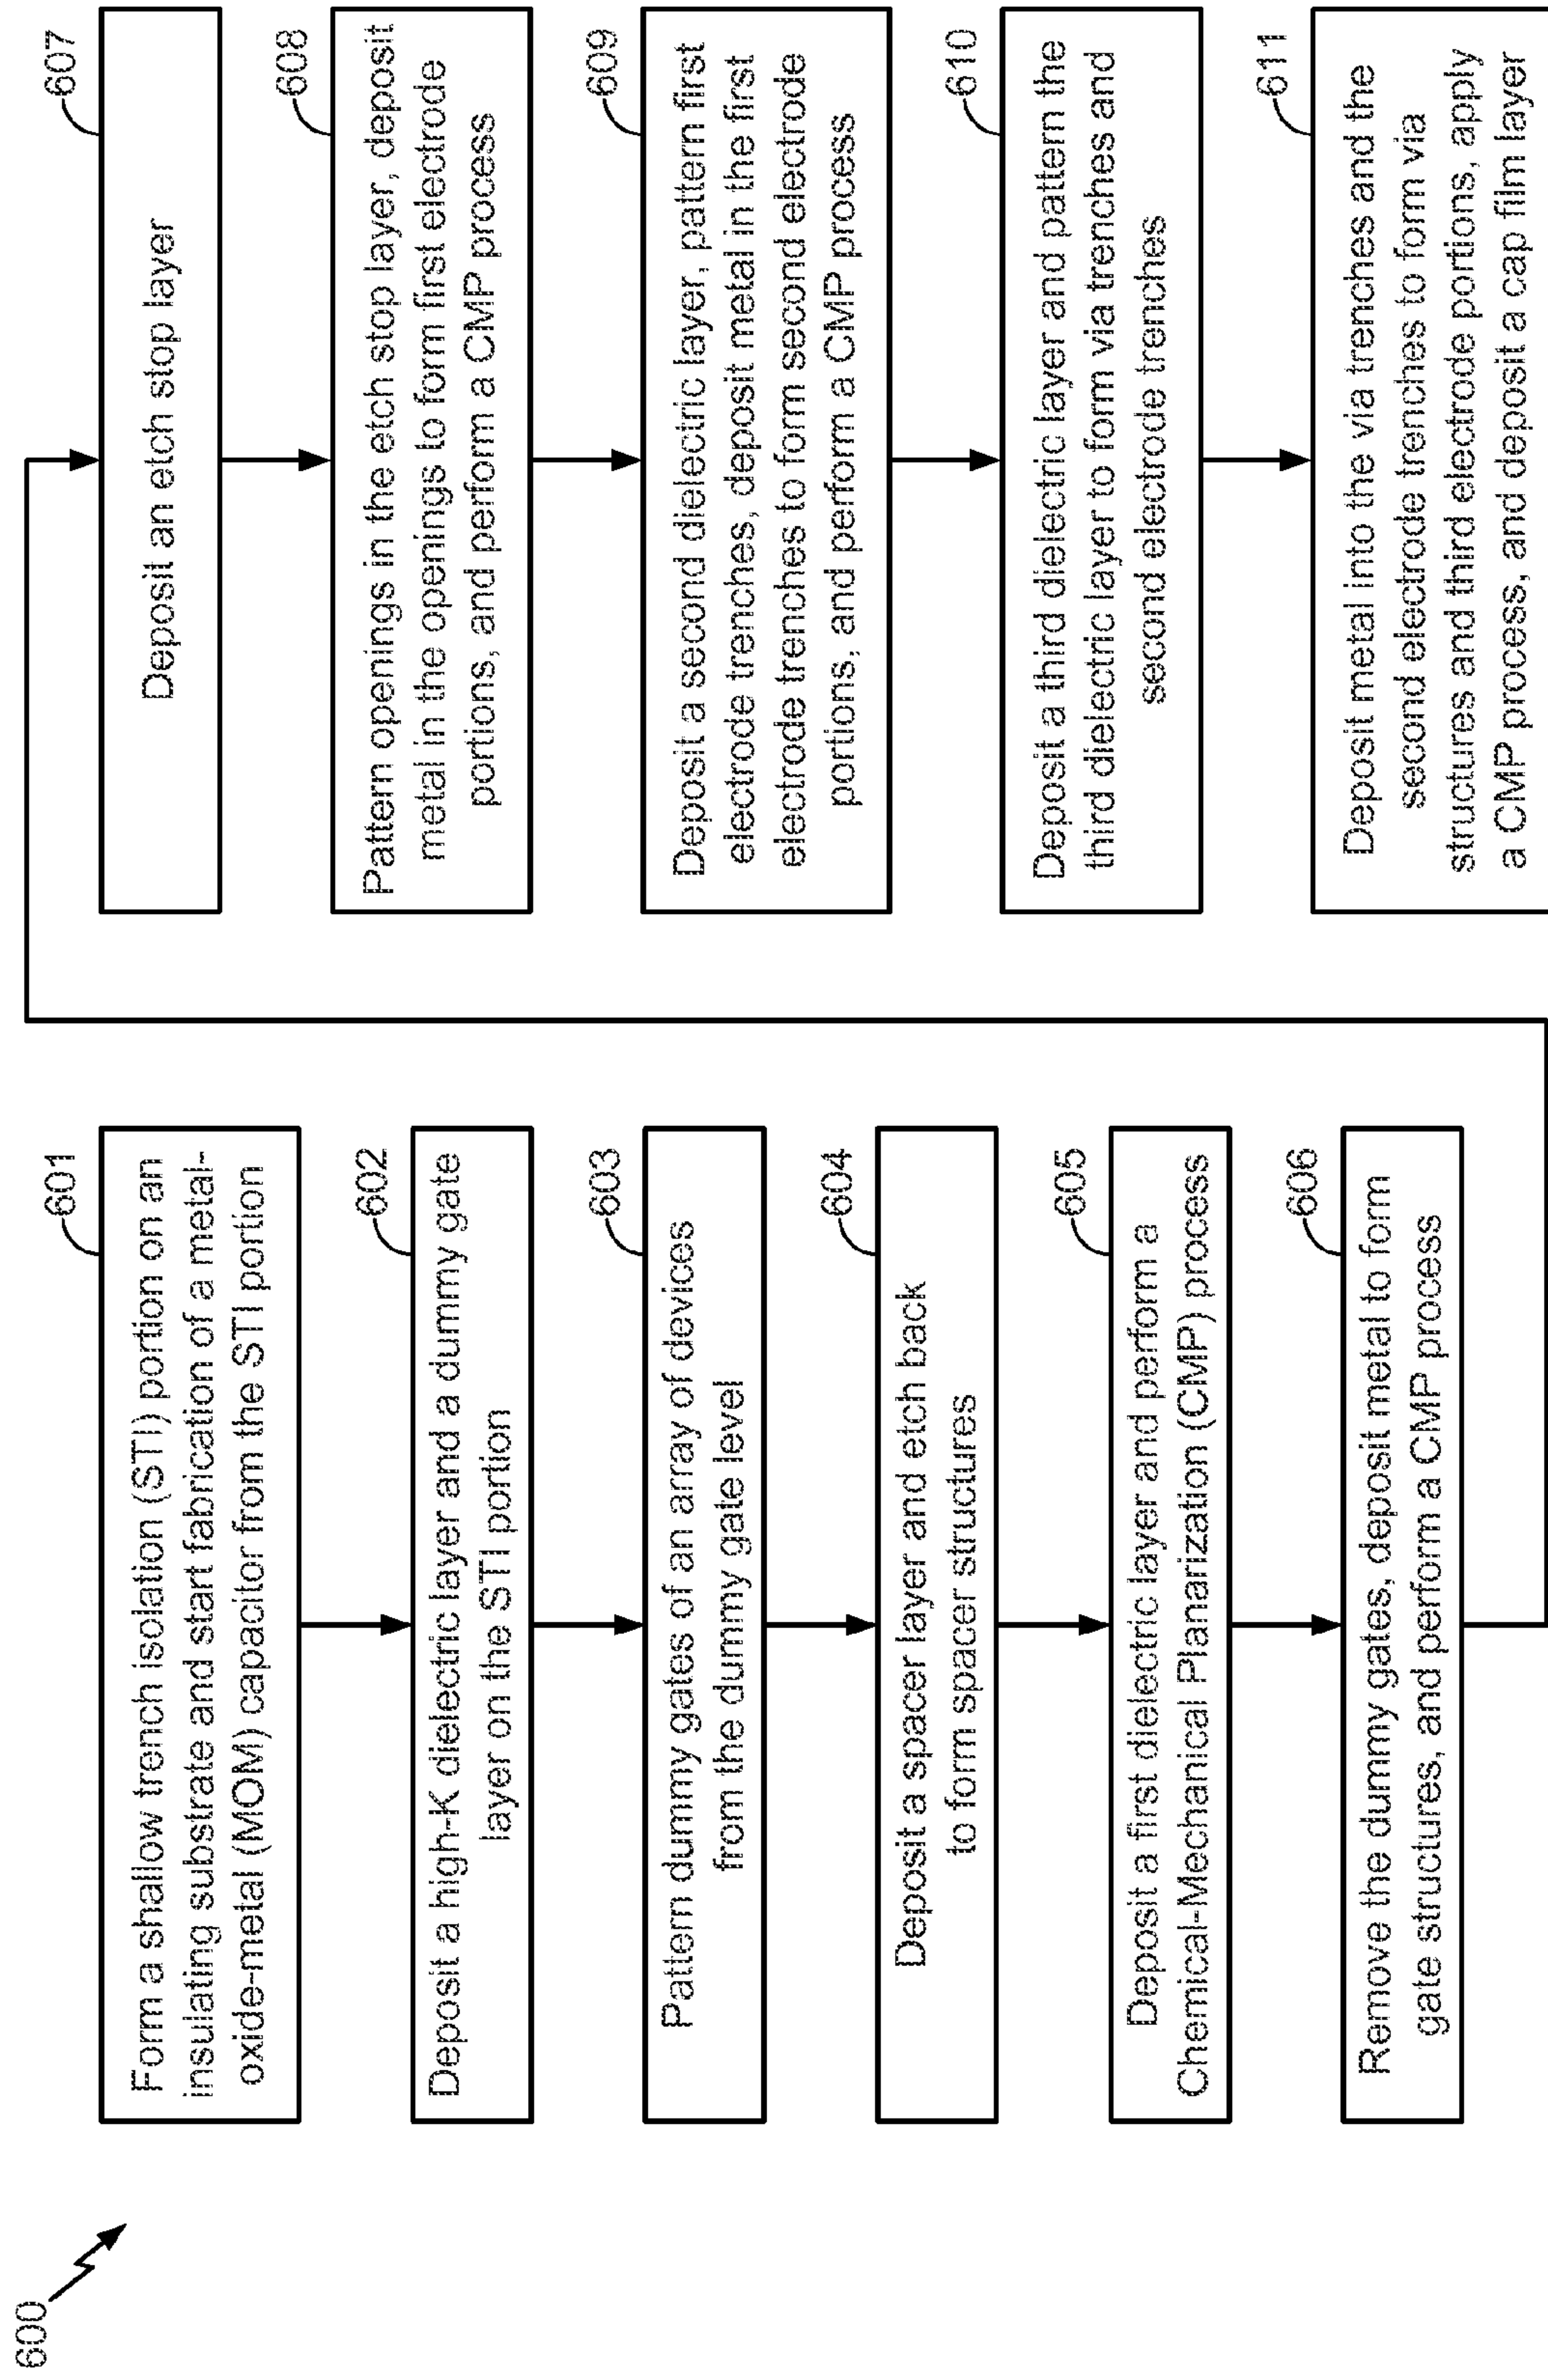 600
601
Form a shallow trench isolation (STI) portion on an
insulating substrate and start fabrication of a metal-
oxide-metal (MOM) capacitor from the STI portion
602
Deposit a high-K dielectric layer and a dummy gate
layer on the STI portion
603
Pattern dummy gates of an array of devices
from the dummy gate level
604
Deposit a spacer layer and etch back
to form spacer structures
605
Deposit a first dielectric layer and perform a
Chemical-Mechanical Planarization (CMP) process
606
Remove the dummy gates, deposit metal to form
gate structures, and perform a CMP process
607
Deposit an etch stop layer
608
Pattern openings in the etch stop layer, deposit
metal in the openings to form first electrode
portions, and perform a CMP process
609
Deposit a second dielectric layer, pattern first
electrode trenches, deposit metal in the first
electrode trenches to form second electrode
portions, and perform a CMP process
610
Deposit a third dielectric layer and pattern the
third dielectric layer to form via trenches and
second electrode trenches
611
Deposit metal into the via trenches and the
second electrode trenches to form via
structures and third electrode portions, apply
a CMP process, and deposit a cap film layer